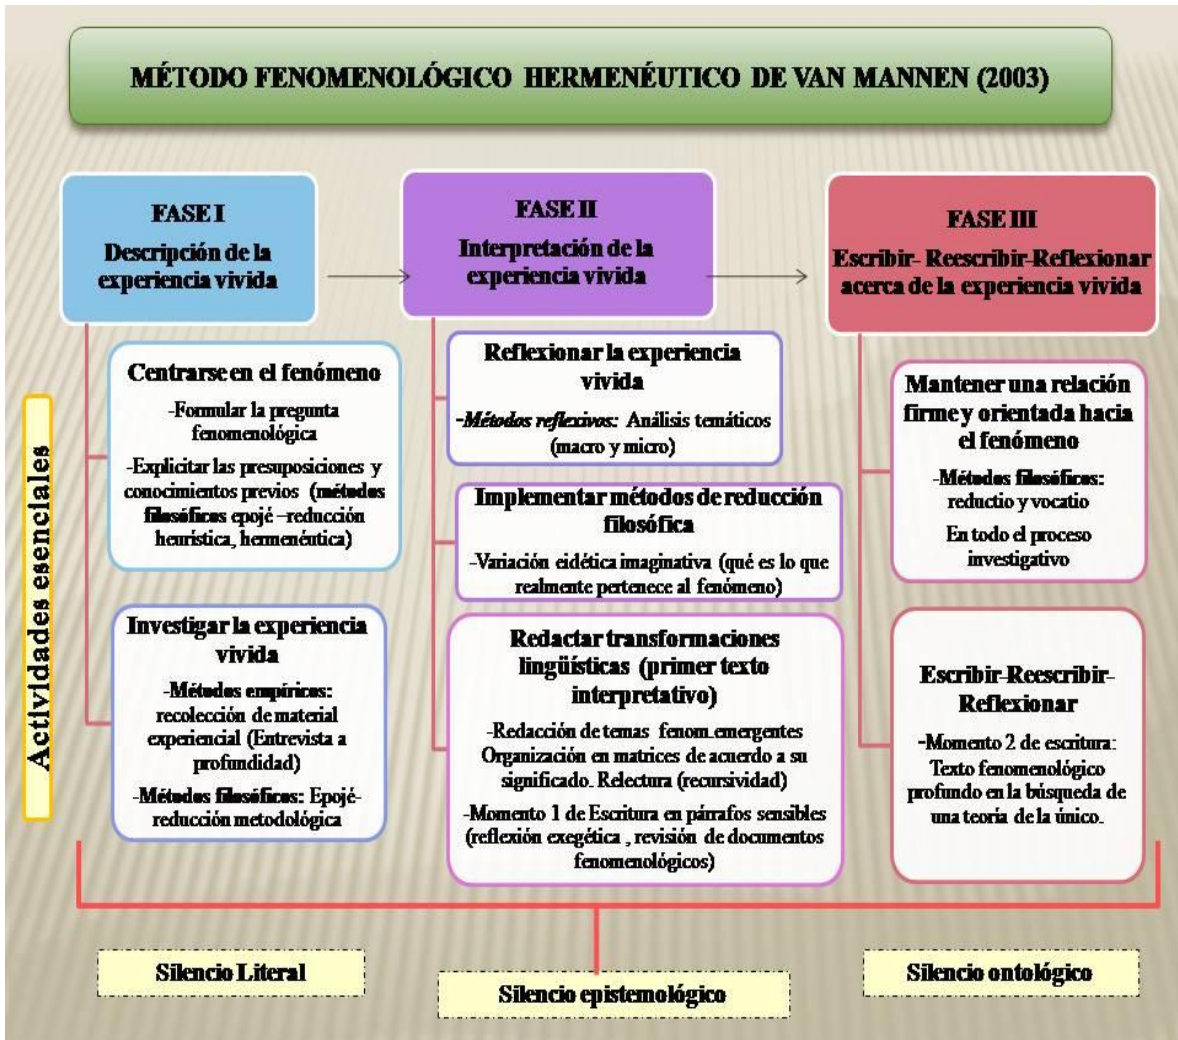 MÉTODO FENOMENOLÓGICO HERMENÉUTICO DE VAN MANNEN (2003)
FASE I
Descripción de la
experiencia vivida
FASE II
Interpretación de la
experiencia vivida
FASE III
Escribir- Reescribir-Reflexionar
acerca de la experiencia vivida
Actividades esenciales
Centrarse en el fenómeno
-Formular la pregunta
fenomenológica
-Explicitar las presuposiciones y
conocimientos previos (métodos
filosóficos epojé –reducción
heurística, hermenéutica)
Investigar la experiencia
vivida
-Métodos empíricos:
recolección de material
experiencial (Entrevista a
profundidad)
-Métodos filosóficos: Epojé-
reducción metodológica
Reflexionar la experiencia
vivida
-Métodos reflexivos: Análisis temáticos
(macro y micro)
Implementar métodos de reducción
filosófica
-Variación eidética imaginativa (qué es lo que
realmente pertenece al fenómeno)
Redactar transformaciones
lingüísticas (primer texto
interpretativo)
-Redacción de temas fenom.emergentes
Organización en matrices de acuerdo a su
significado. Relectura (recursividad)
-Momento 1 de Escritura en párrafos sensibles
(reflexión exegética , revisión de documentos
fenomenológicos)
Mantener una relación
firme y orientada hacia
el fenómeno
-Métodos filosóficos:
reductio y vocatio
En todo el proceso
investigativo
Escribir-Reescribir-
Reflexionar
-Momento 2 de escritura:
Texto fenomenológico
profundo en la búsqueda de
una teoría de la único.
Silencio Literal
Silencio epistemológico
Silencio ontológico